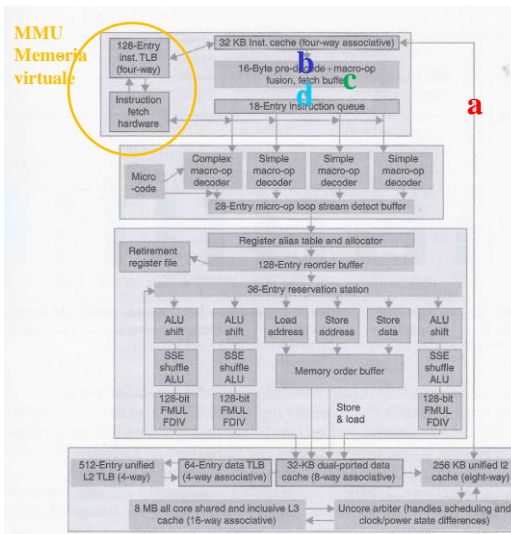 MMU
Memoria
virtuale
128-Entry
inst. TLB
(four-way)
32 KB Inst. cache (four-way associative)
b
16-Byte pre-decode+macro-op
fusion, fetch buffer
c
d
a
Instruction
fetch
hardware
18-Entry instruction queue
Micro
-code
Complex
macro-op
decoder
Simple
macro-op
decoder
Simple
macro-op
decoder
Simple
macro-op
decoder
28-Entry micro-op loop stream detect buffer
Register alias table and allocator
Retirement
register file
128-Entry reorder buffer
36-Entry reservation station
ALU
shift
ALU
shift
Load
address
Store
address
Store
data
ALU
shift
SSE
shuffle
ALU
SSE
shuffle
ALU
Memory order buffer
SSE
shuffle
ALU
128-bit
FMUL
FDIV
128-bit
FMUL
FDIV
Store
& load
128-bit
FMUL
FDIV
512-Entry unified
L2 TLB (4-way)
64-Entry data TLB
(4-way associative)
32-KB dual-ported data
cache (8-way associative)
256 KB unified l2
cache (eight-way)
8 MB all core shared and inclusive L3
cache (16-way associative)
Uncore arbiter (handles scheduling and
clock/power state differences)